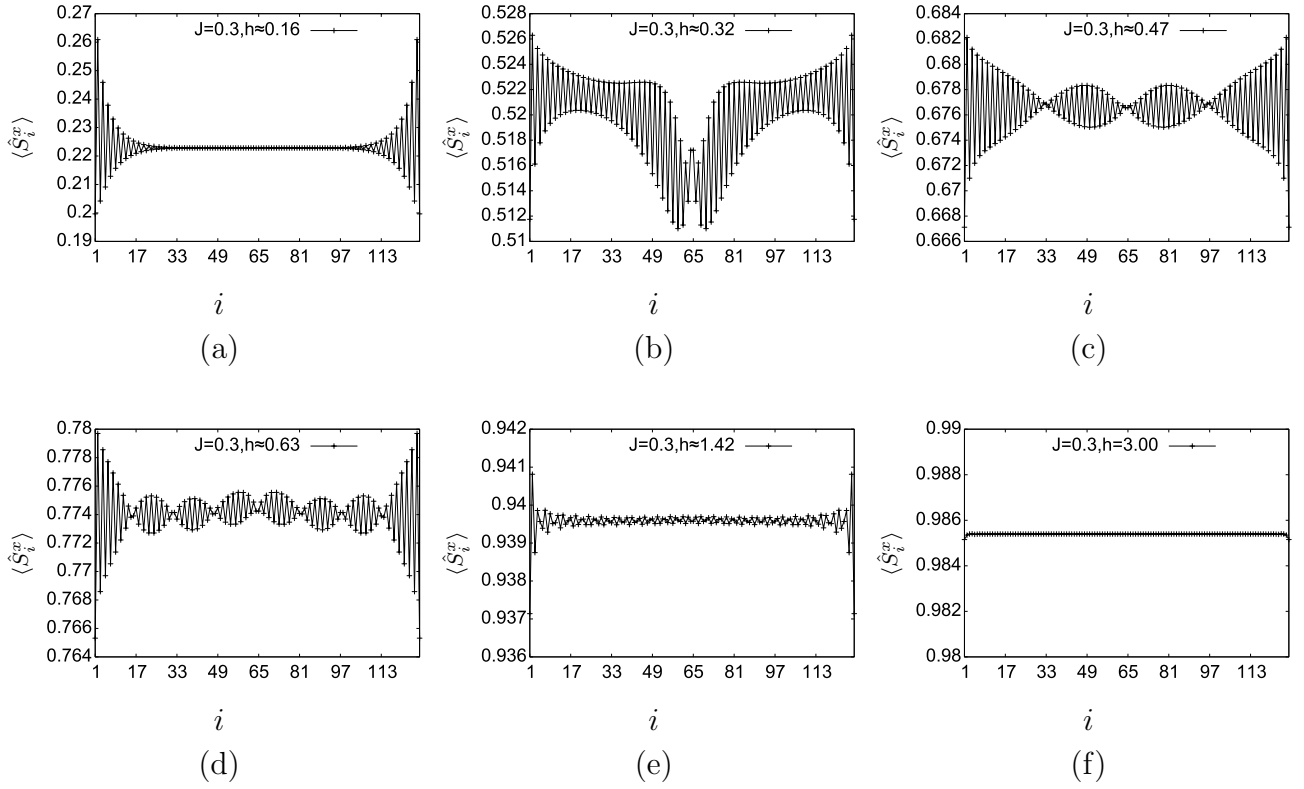 J=0.3,h≈0.16
0.27
0.26
0.25
0.24
0.23
0.22
0.21
0.2
0.19
⟨Ŝᵢˣ⟩
1 17 33 49 65 81 97 113
i
(a)
J=0.3,h≈0.32
0.528
0.526
0.524
0.522
0.52
0.518
0.516
0.514
0.512
0.51
⟨Ŝᵢˣ⟩
1 17 33 49 65 81 97 113
i
(b)
J=0.3,h≈0.47
0.684
0.682
0.68
0.678
0.676
0.674
0.672
0.67
0.668
0.666
⟨Ŝᵢˣ⟩
1 17 33 49 65 81 97 113
i
(c)
J=0.3,h≈0.63
0.78
0.778
0.776
0.774
0.772
0.77
0.768
0.766
0.764
⟨Ŝᵢˣ⟩
1 17 33 49 65 81 97 113
i
(d)
J=0.3,h≈1.42
0.942
0.941
0.94
0.939
0.938
0.937
0.936
⟨Ŝᵢˣ⟩
1 17 33 49 65 81 97 113
i
(e)
J=0.3,h=3.00
0.99
0.988
0.986
0.984
0.982
0.98
⟨Ŝᵢˣ⟩
1 17 33 49 65 81 97 113
i
(f)